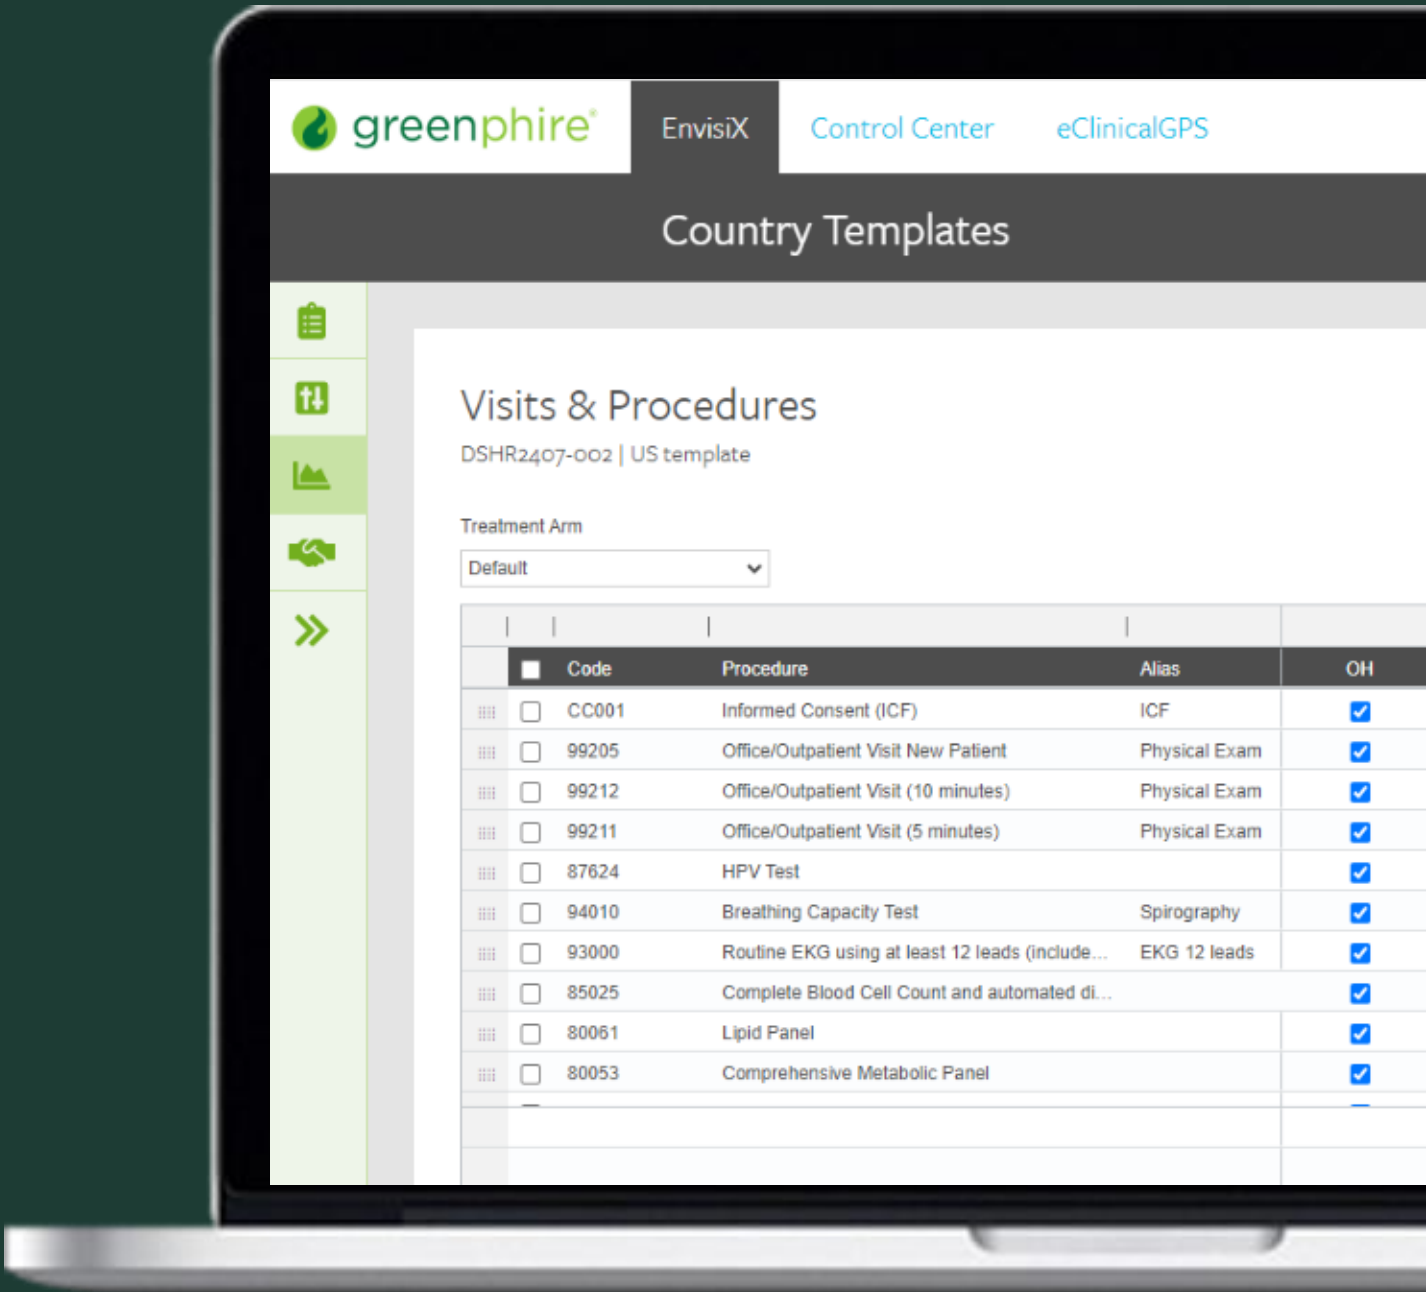 greenphire®
EnvisiX
Control Center
eClinicalGPS
Country Templates
Visits & Procedures
DSHR2407-002 | US template
Treatment Arm
Default
Code Procedure Alias OH
CC001 Informed Consent (ICF) ICF
99205 Office/Outpatient Visit New Patient Physical Exam
99212 Office/Outpatient Visit (10 minutes) Physical Exam
99211 Office/Outpatient Visit (5 minutes) Physical Exam
87624 HPV Test
94010 Breathing Capacity Test Spirography
93000 Routine EKG using at least 12 leads (include... EKG 12 leads
85025 Complete Blood Cell Count and automated di...
80061 Lipid Panel
80053 Comprehensive Metabolic Panel